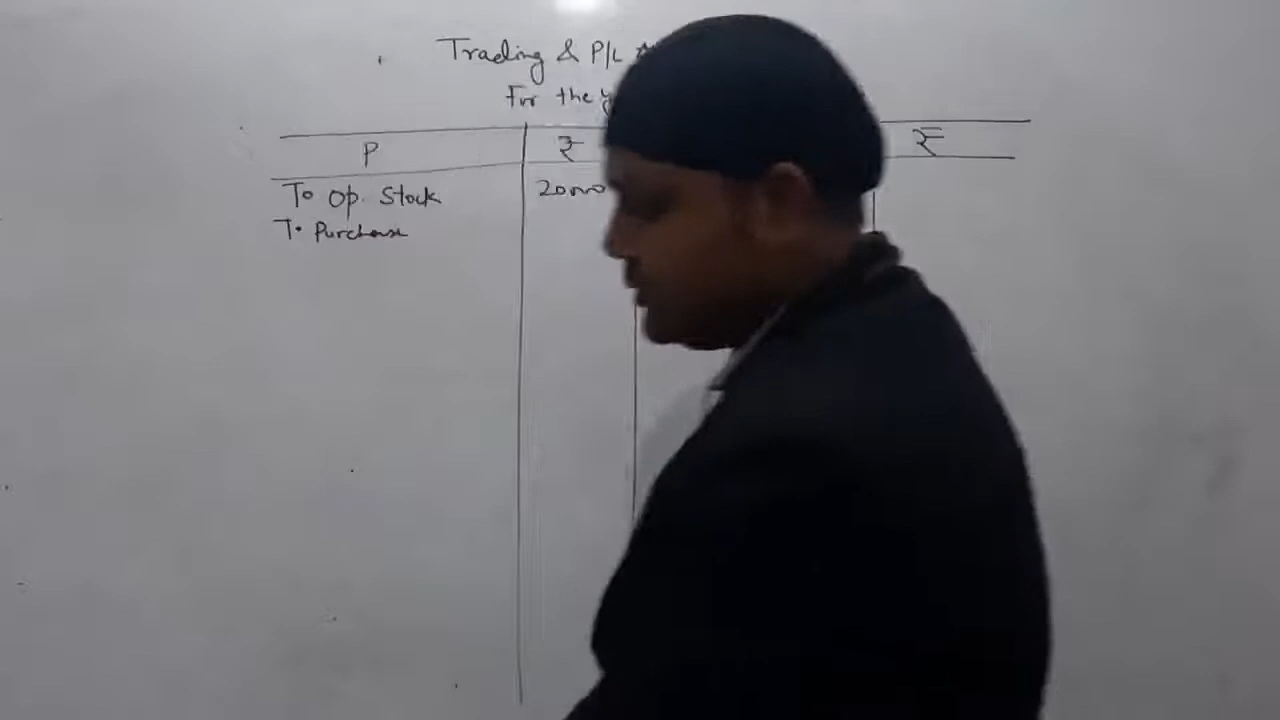 Trading & P/L
For the y
P ₹ ₹
To Op. Stock 20000
To Purchase